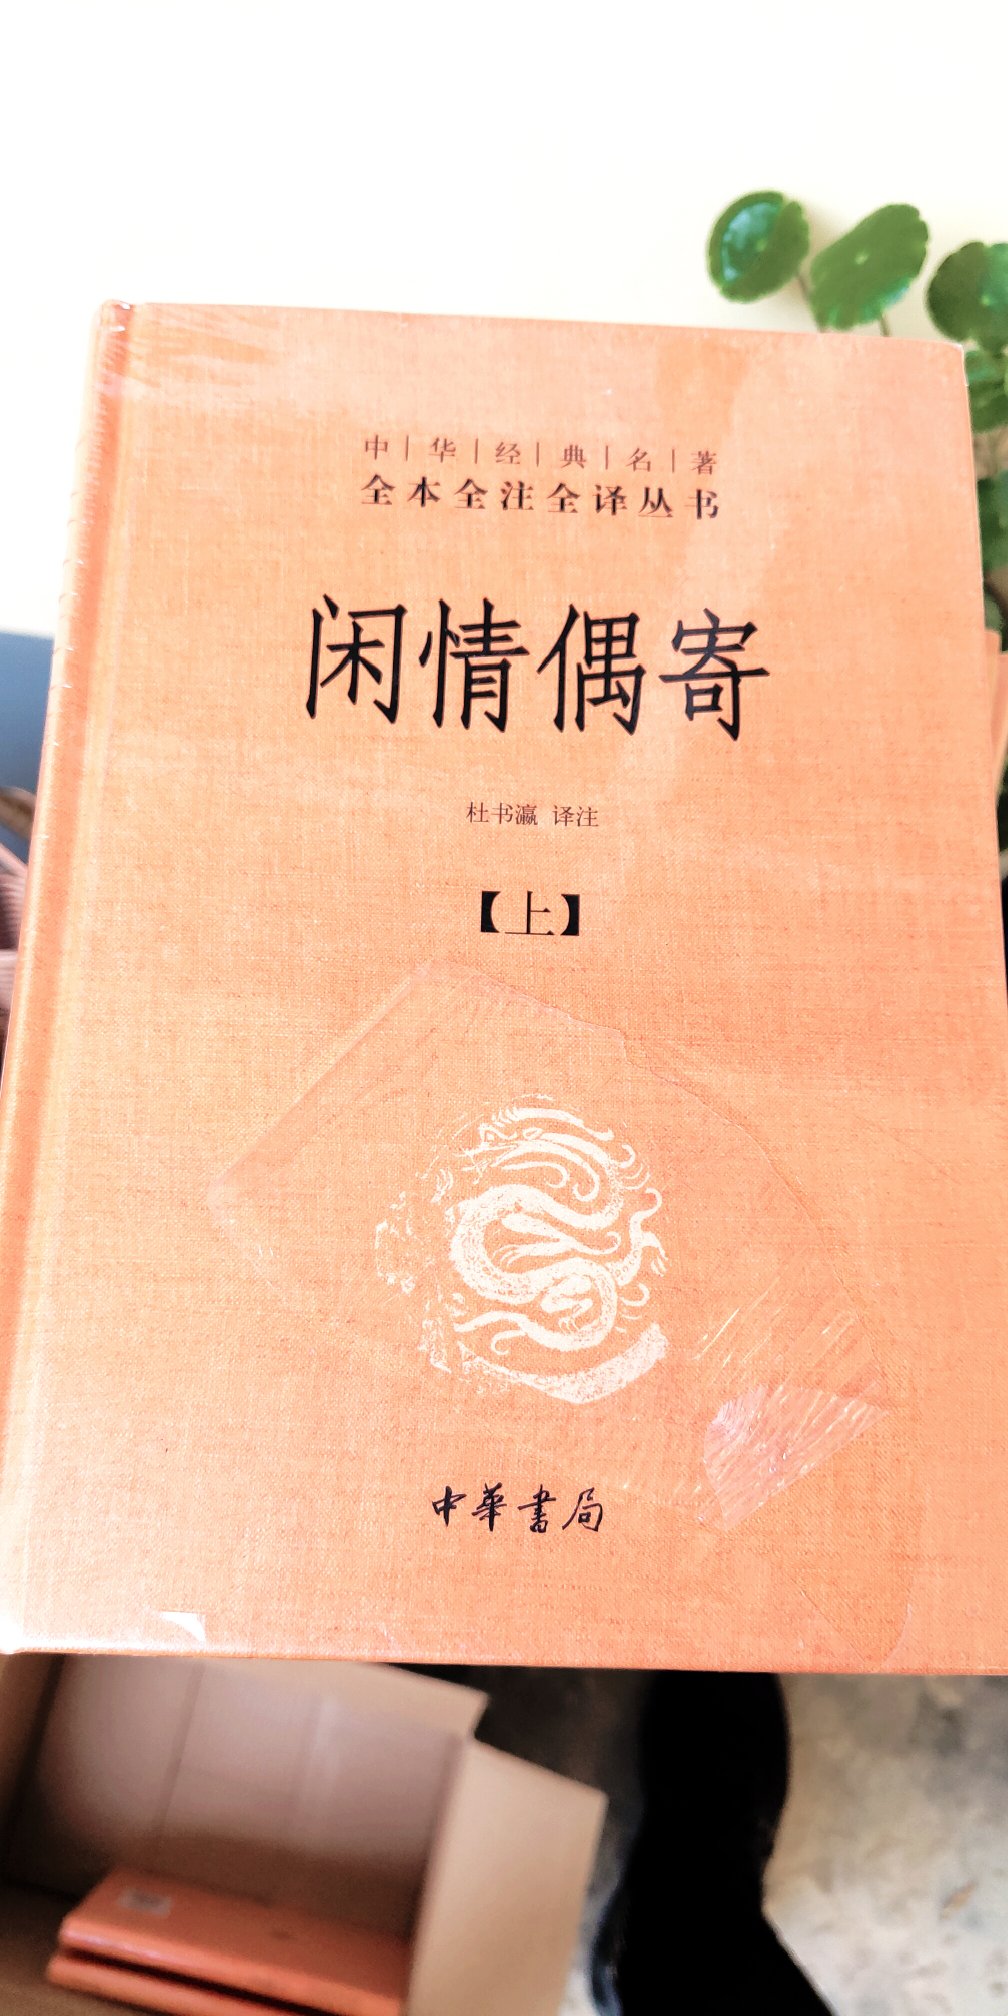 中|华|经|典|名|著
全本全注全译丛书
闲情偶寄
杜书瀛 译注
【上】
中華書局